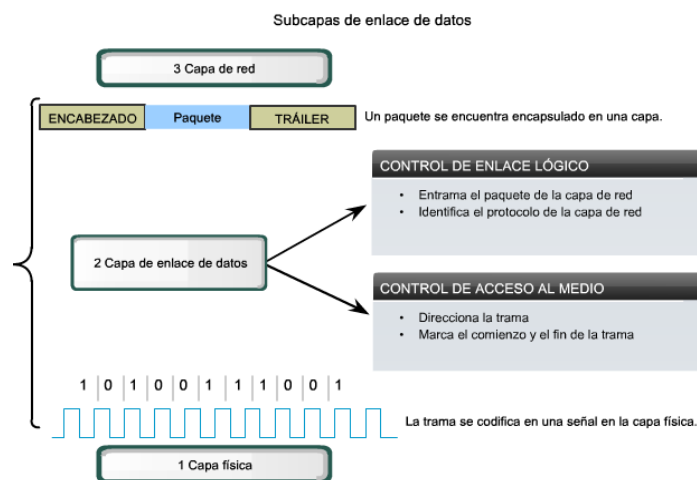 Subcapas de enlace de datos
3 Capa de red
ENCABEZADO Paquete TRÁILER Un paquete se encuentra encapsulado en una capa.
CONTROL DE ENLACE LÓGICO
• Entrama el paquete de la capa de red
• Identifica el protocolo de la capa de red
2 Capa de enlace de datos
CONTROL DE ACCESO AL MEDIO
• Direcciona la trama
• Marca el comienzo y el fin de la trama
1 0 1 0 0 1 1 1 0 0 1
La trama se codifica en una señal en la capa física.
1 Capa física